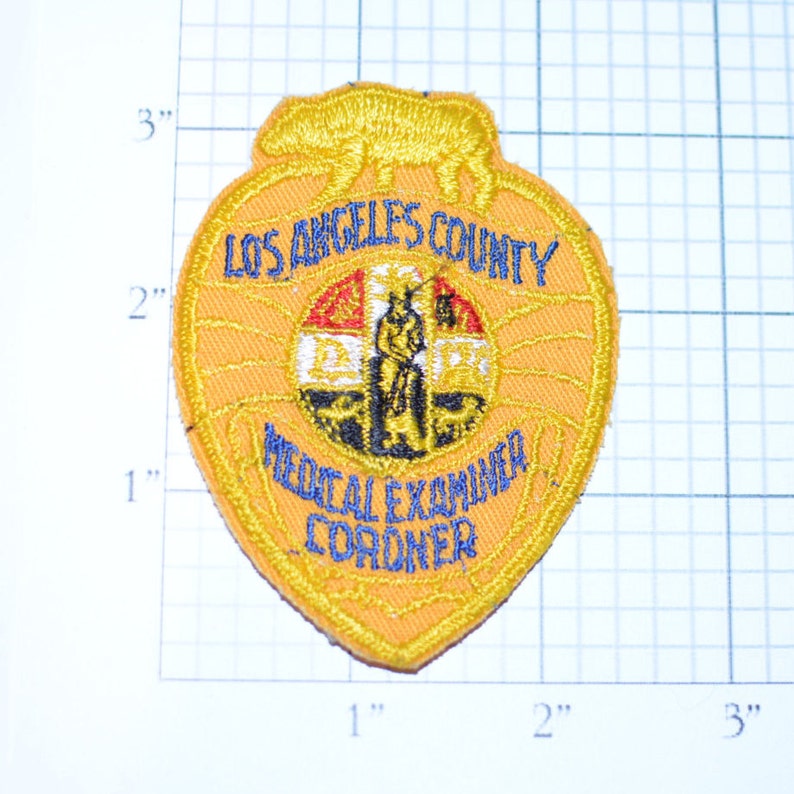 3"
LOS ANGELES COUNTY
2"
MEDICAL EXAMINER
1"
CORONER
1" 2" 3"